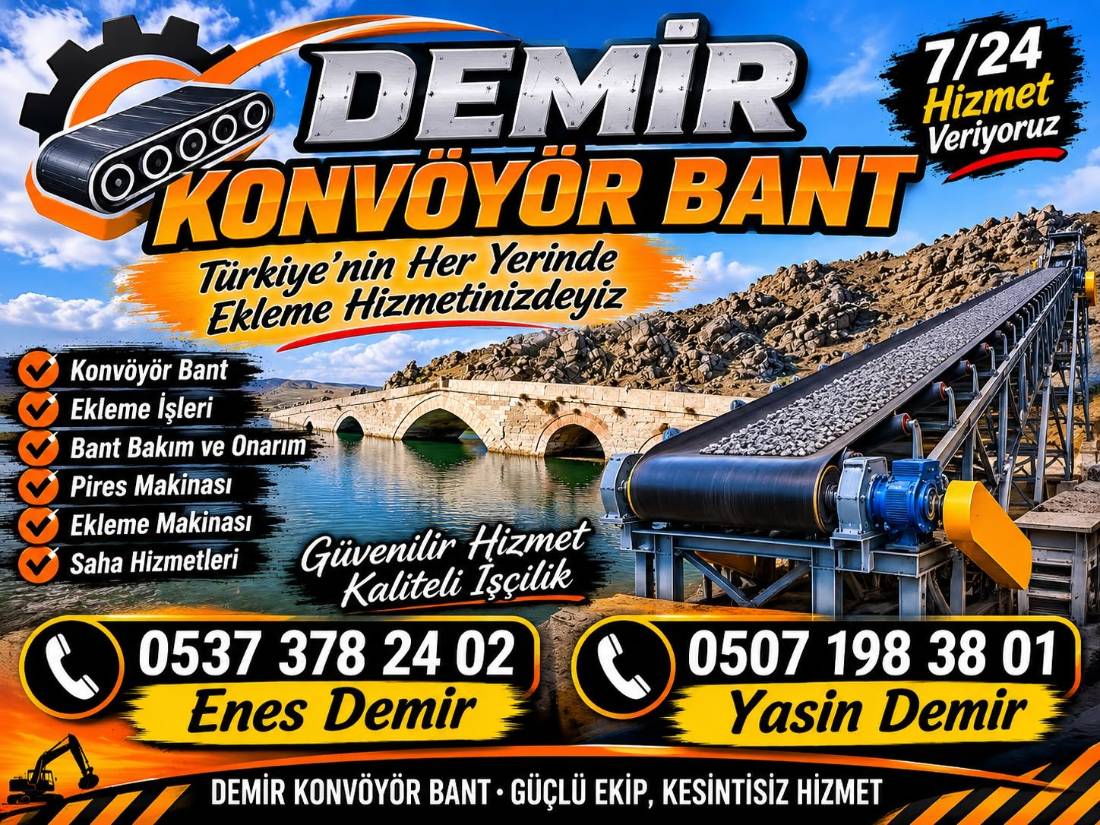 DEMİR
KONVÖYÖR BANT
7/24
Hizmet
Veriyoruz
Türkiye'nin Her Yerinde
Ekleme Hizmetinizdeyiz
Konvöyör Bant
Ekleme İşleri
Bant Bakım ve Onarım
Pires Makinası
Ekleme Makinası
Saha Hizmetleri
Güvenilir Hizmet
Kaliteli İşçilik
0537 378 24 02
Enes Demir
0507 198 38 01
Yasin Demir
DEMİR KONVÖYÖR BANT · GÜÇLÜ EKİP, KESİNTİSİZ HİZMET